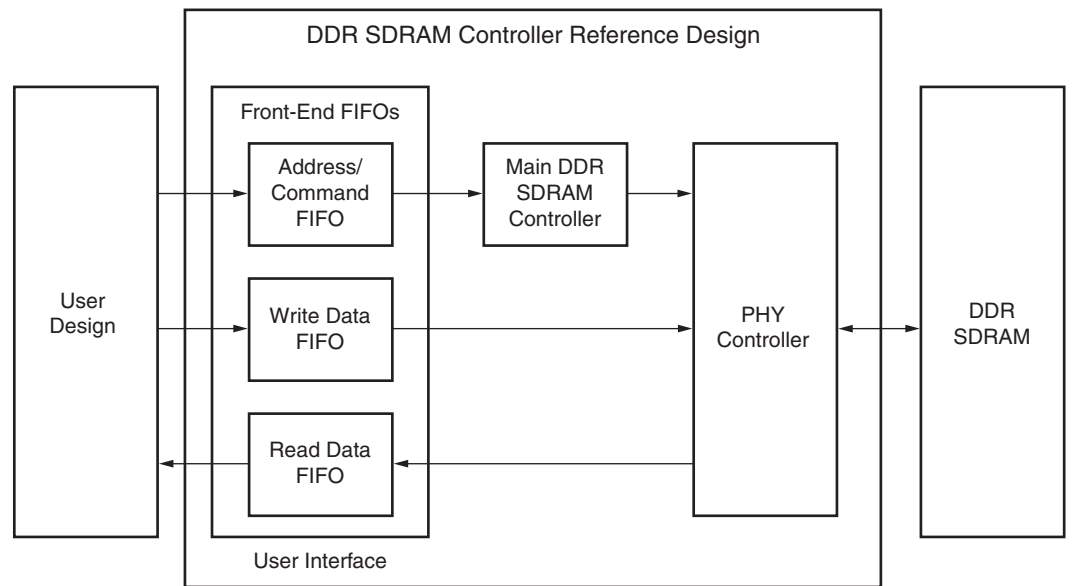 DDR SDRAM Controller Reference Design
Front-End FIFOs
Address/
Command
FIFO
Main DDR
SDRAM
Controller
User
Design
Write Data
FIFO
PHY
Controller
DDR
SDRAM
Read Data
FIFO
User Interface